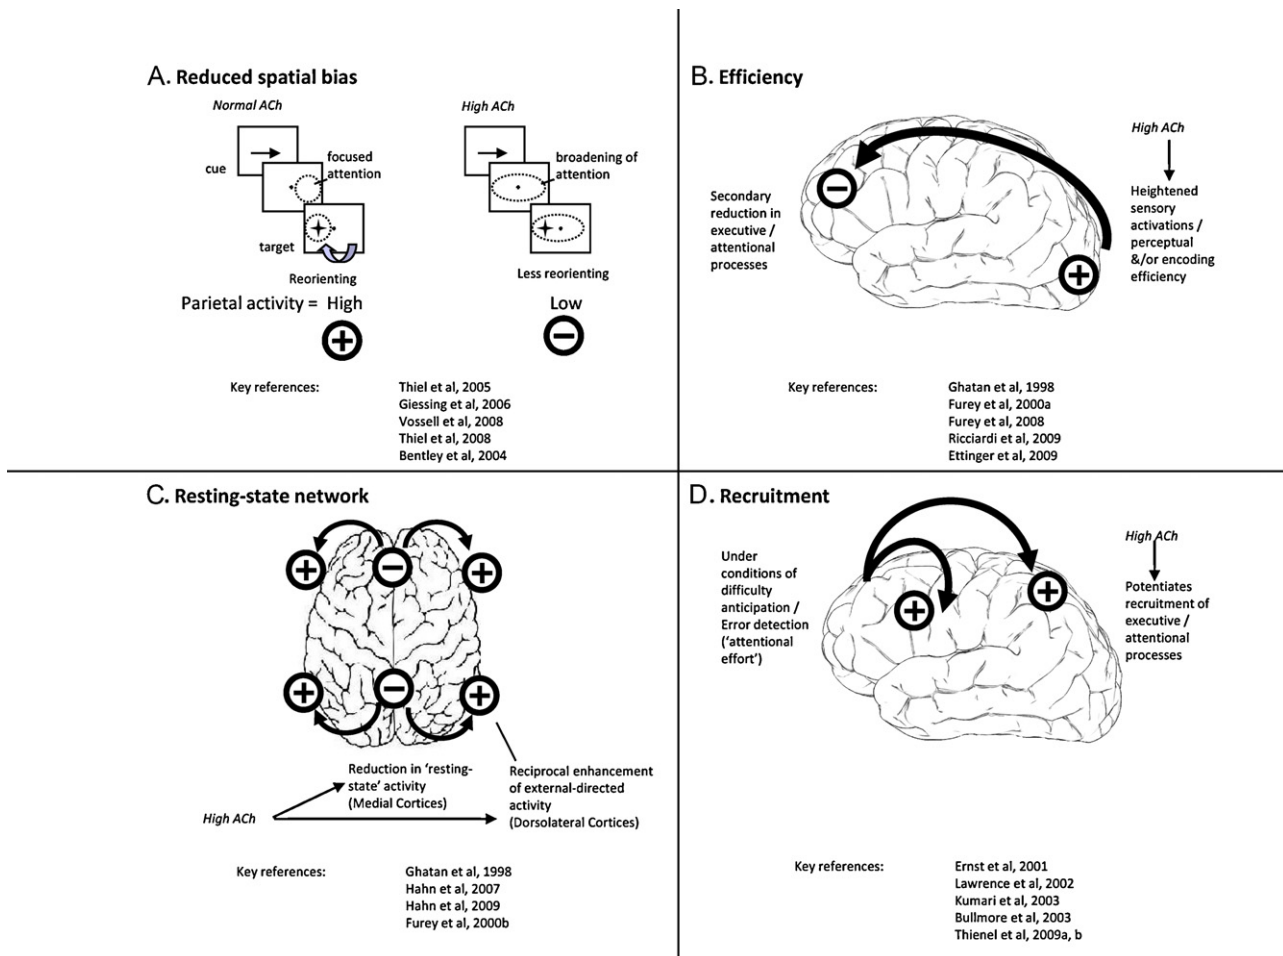 A. Reduced spatial bias
Normal ACh
High ACh
cue
focused
attention
broadening of
attention
target
Reorienting
Less reorienting
Parietal activity = High
Low
+
−
Key references:
Thiel et al, 2005
Giessing et al, 2006
Vossell et al, 2008
Thiel et al, 2008
Bentley et al, 2004
B. Efficiency
High ACh
−
+
Secondary
reduction in
executive /
attentional
processes
Heightened
sensory
activations /
perceptual
&/or encoding
efficiency
Key references:
Ghatan et al, 1998
Furey et al, 2000a
Furey et al, 2008
Ricciardi et al, 2009
Ettinger et al, 2009
C. Resting-state network
+
−
+
+
−
+
Reduction in ‘resting-
state’ activity
(Medial Cortices)
Reciprocal enhancement
of external-directed
activity
(Dorsolateral Cortices)
High ACh
Key references:
Ghatan et al, 1998
Hahn et al, 2007
Hahn et al, 2009
Furey et al, 2000b
D. Recruitment
Under
conditions of
difficulty
anticipation /
Error detection
(‘attentional
effort’)
+
+
High ACh
Potentiates
recruitment of
executive /
attentional
processes
Key references:
Ernst et al, 2001
Lawrence et al, 2002
Kumari et al, 2003
Bullmore et al, 2003
Thienel et al, 2009a, b